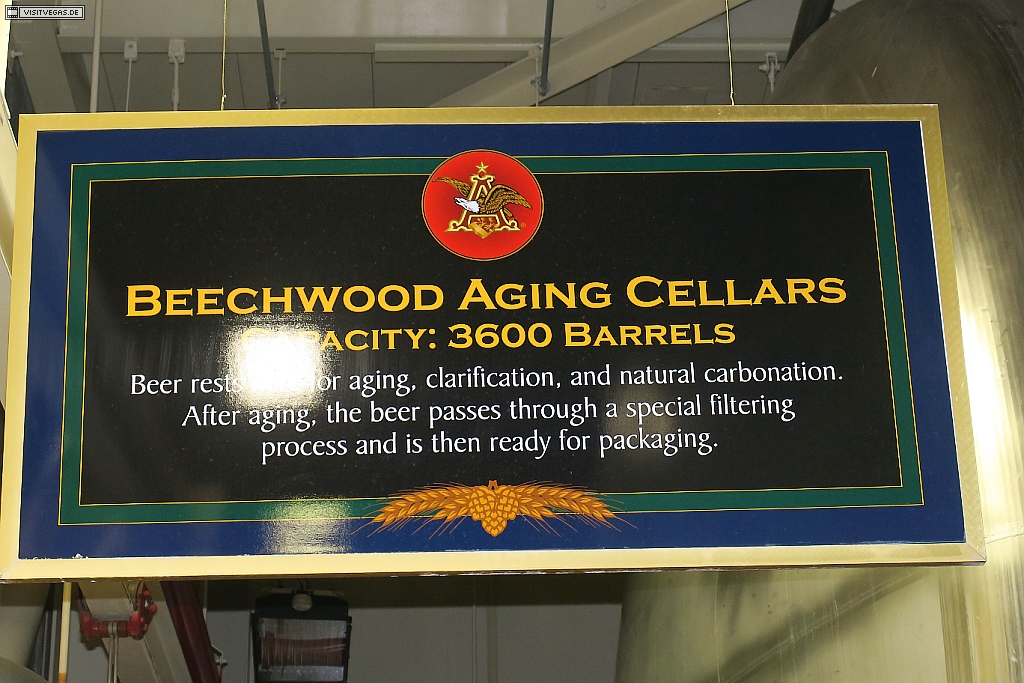 VISITVEGAS.DE
BEECHWOOD AGING CELLARS
CAPACITY: 3600 BARRELS
Beer rests for aging, clarification, and natural carbonation.
After aging, the beer passes through a special filtering
process and is then ready for packaging.